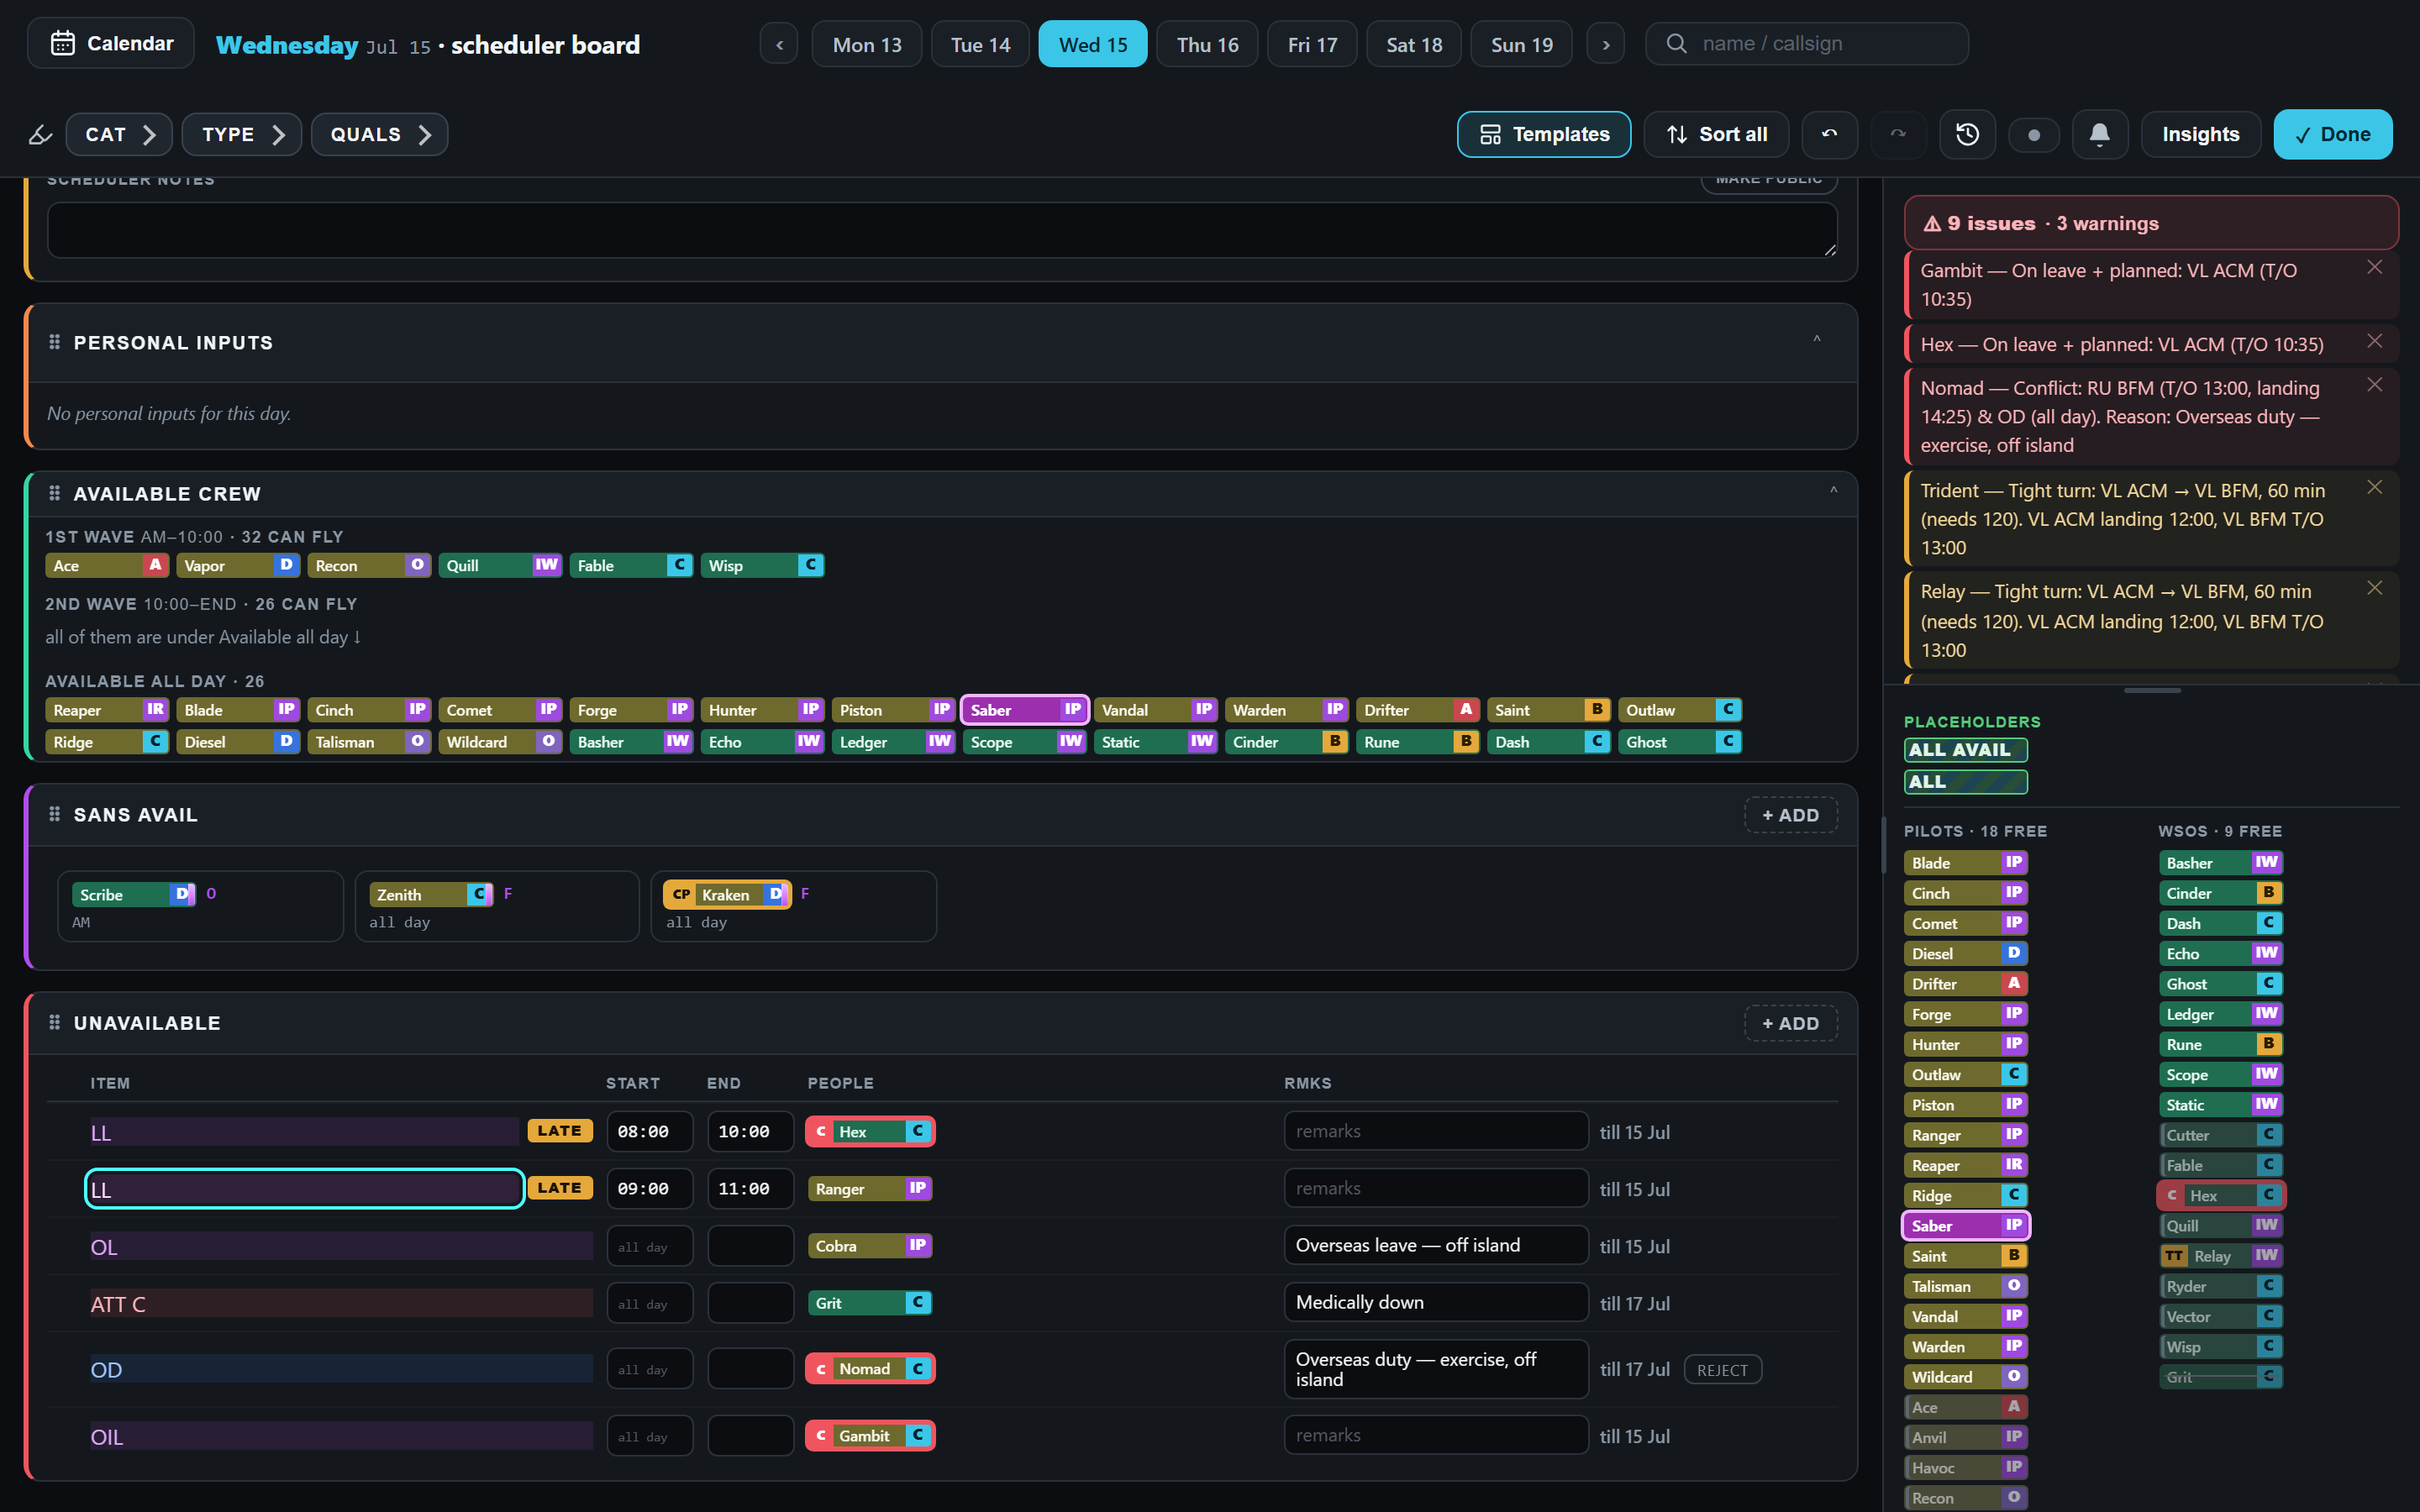 Calendar
Wednesday Jul 15 · scheduler board
‹ Mon 13 Tue 14 Wed 15 Thu 16 Fri 17 Sat 18 Sun 19 ›
name / callsign
CAT TYPE QUALS
Templates Sort all Insights ✓ Done
SCHEDULER NOTES MAKE PUBLIC
PERSONAL INPUTS
No personal inputs for this day.
AVAILABLE CREW
1ST WAVE AM–10:00 · 32 CAN FLY
Ace A Vapor D Recon O Quill IW Fable C Wisp C
2ND WAVE 10:00–END · 26 CAN FLY
all of them are under Available all day ↓
AVAILABLE ALL DAY · 26
Reaper IR Blade IP Cinch IP Comet IP Forge IP Hunter IP Piston IP Saber IP Vandal IP Warden IP Drifter A Saint B Outlaw C
Ridge C Diesel D Talisman O Wildcard O Basher IW Echo IW Ledger IW Scope IW Static IW Cinder B Rune B Dash C Ghost C
SANS AVAIL + ADD
Scribe D O
AM
Zenith C F
all day
CP Kraken D F
all day
UNAVAILABLE + ADD
ITEM START END PEOPLE RMKS
LL LATE 08:00 10:00 C Hex C remarks till 15 Jul
LL LATE 09:00 11:00 Ranger IP remarks till 15 Jul
OL all day Cobra IP Overseas leave — off island till 15 Jul
ATT C all day Grit C Medically down till 17 Jul
OD all day C Nomad C Overseas duty — exercise, off island till 17 Jul REJECT
OIL all day C Gambit C remarks till 15 Jul
⚠ 9 issues · 3 warnings
Gambit — On leave + planned: VL ACM (T/O
10:35)
Hex — On leave + planned: VL ACM (T/O 10:35)
Nomad — Conflict: RU BFM (T/O 13:00, landing
14:25) & OD (all day). Reason: Overseas duty —
exercise, off island
Trident — Tight turn: VL ACM → VL BFM, 60 min
(needs 120). VL ACM landing 12:00, VL BFM T/O
13:00
Relay — Tight turn: VL ACM → VL BFM, 60 min
(needs 120). VL ACM landing 12:00, VL BFM T/O
13:00
PLACEHOLDERS
ALL AVAIL
ALL
PILOTS · 18 FREE
Blade IP
Cinch IP
Comet IP
Diesel D
Drifter A
Forge IP
Hunter IP
Outlaw C
Piston IP
Ranger IP
Reaper IR
Ridge C
Saber IP
Saint B
Talisman O
Vandal IP
Warden IP
Wildcard O
Ace A
Anvil IP
Havoc IP
Recon O
WSOS · 9 FREE
Basher IW
Cinder B
Dash C
Echo IW
Ghost C
Ledger IW
Rune B
Scope IW
Static IW
Cutter C
Fable C
C Hex C
Quill IW
TT Relay IW
Ryder C
Vector C
Wisp C
Grit C